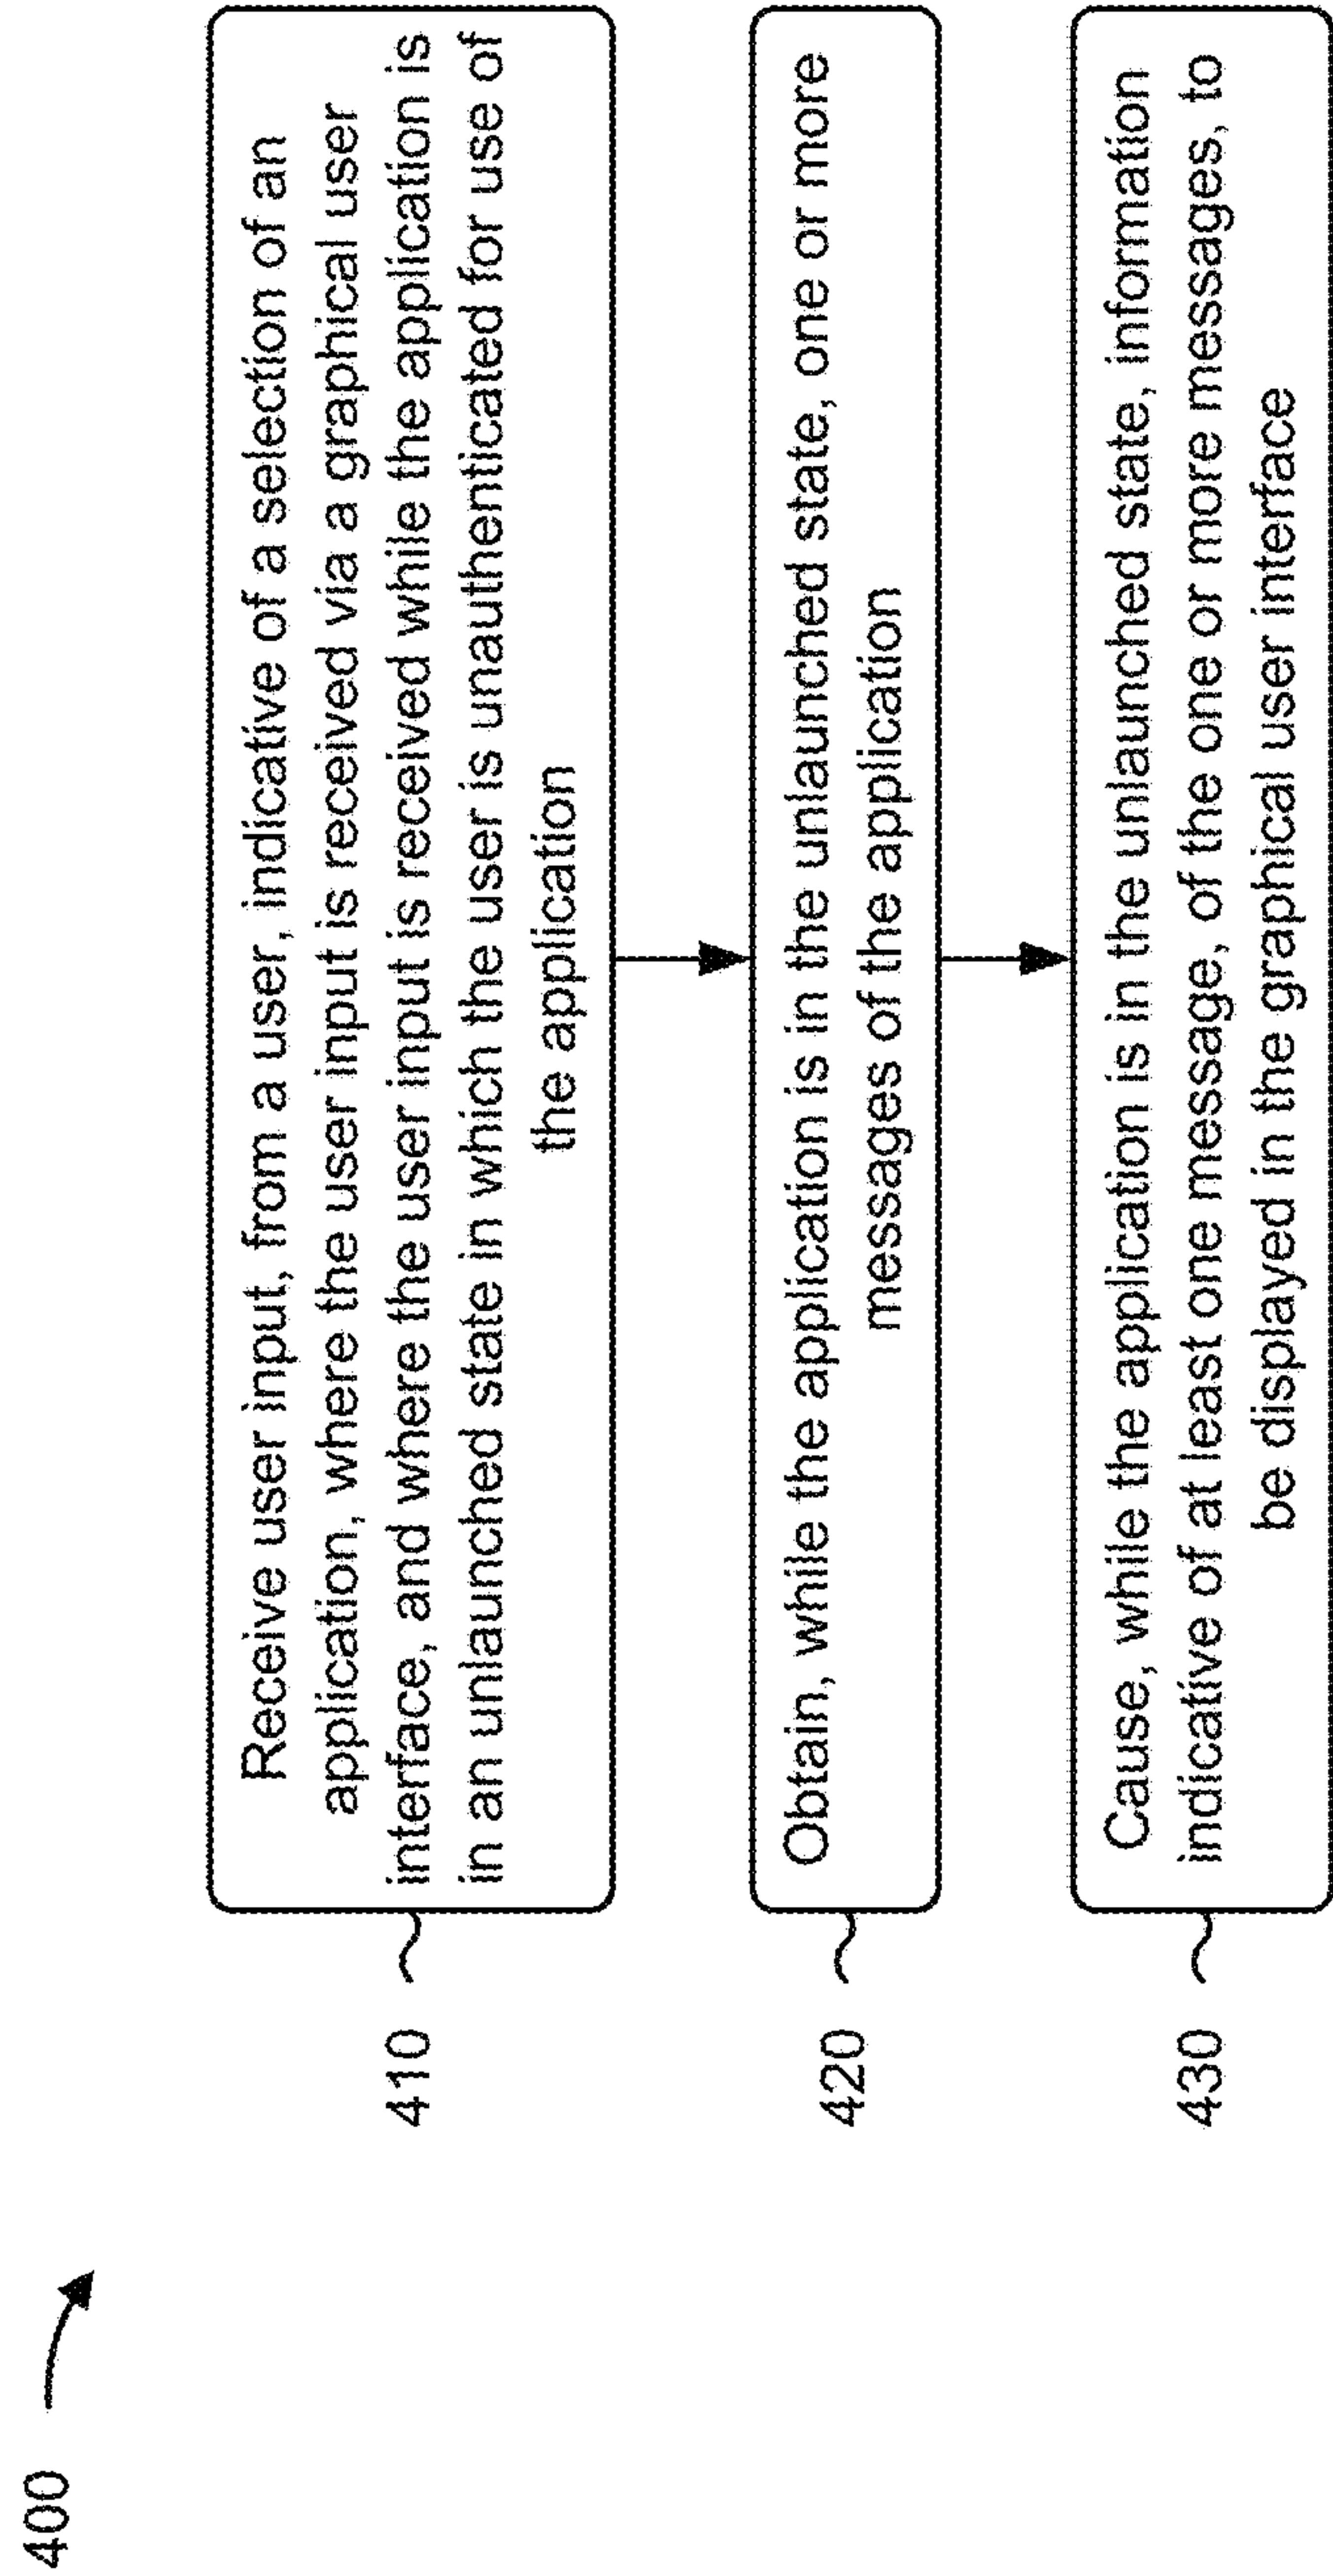 400
410
Receive user input, from a user, indicative of a selection of an
application, where the user input is received via a graphical user
interface, and where the user input is received while the application is
in an unlaunched state in which the user is unauthenticated for use of
the application
420
Obtain, while the application is in the unlaunched state, one or more
messages of the application
430
Cause, while the application is in the unlaunched state, information
indicative of at least one message, of the one or more messages, to
be displayed in the graphical user interface